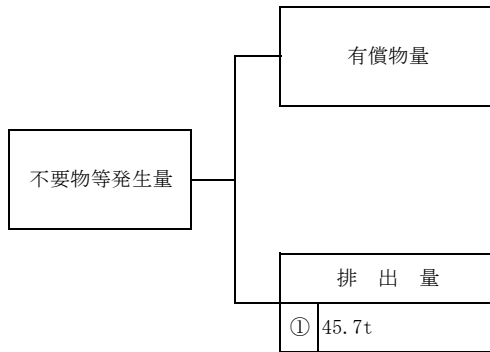 有償物量
不要物等発生量
排 出 量
① 45.7t